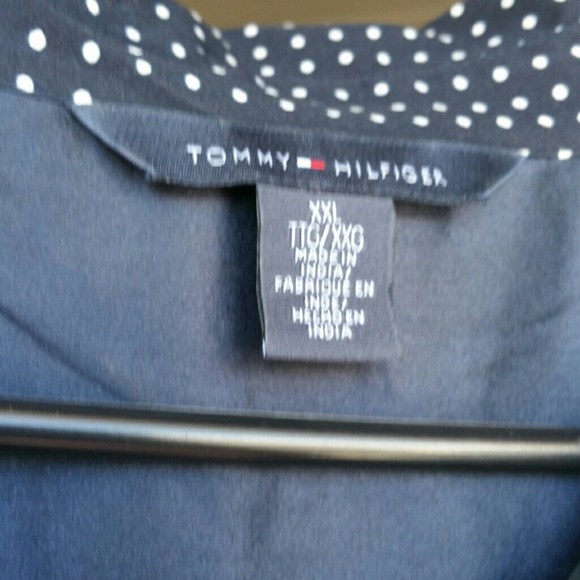 TOMMY HILFIGER
XXL
TTG/XXG
MADE IN
INDIA/
FABRIQUE EN
INDE/
HECHO EN
INDIA